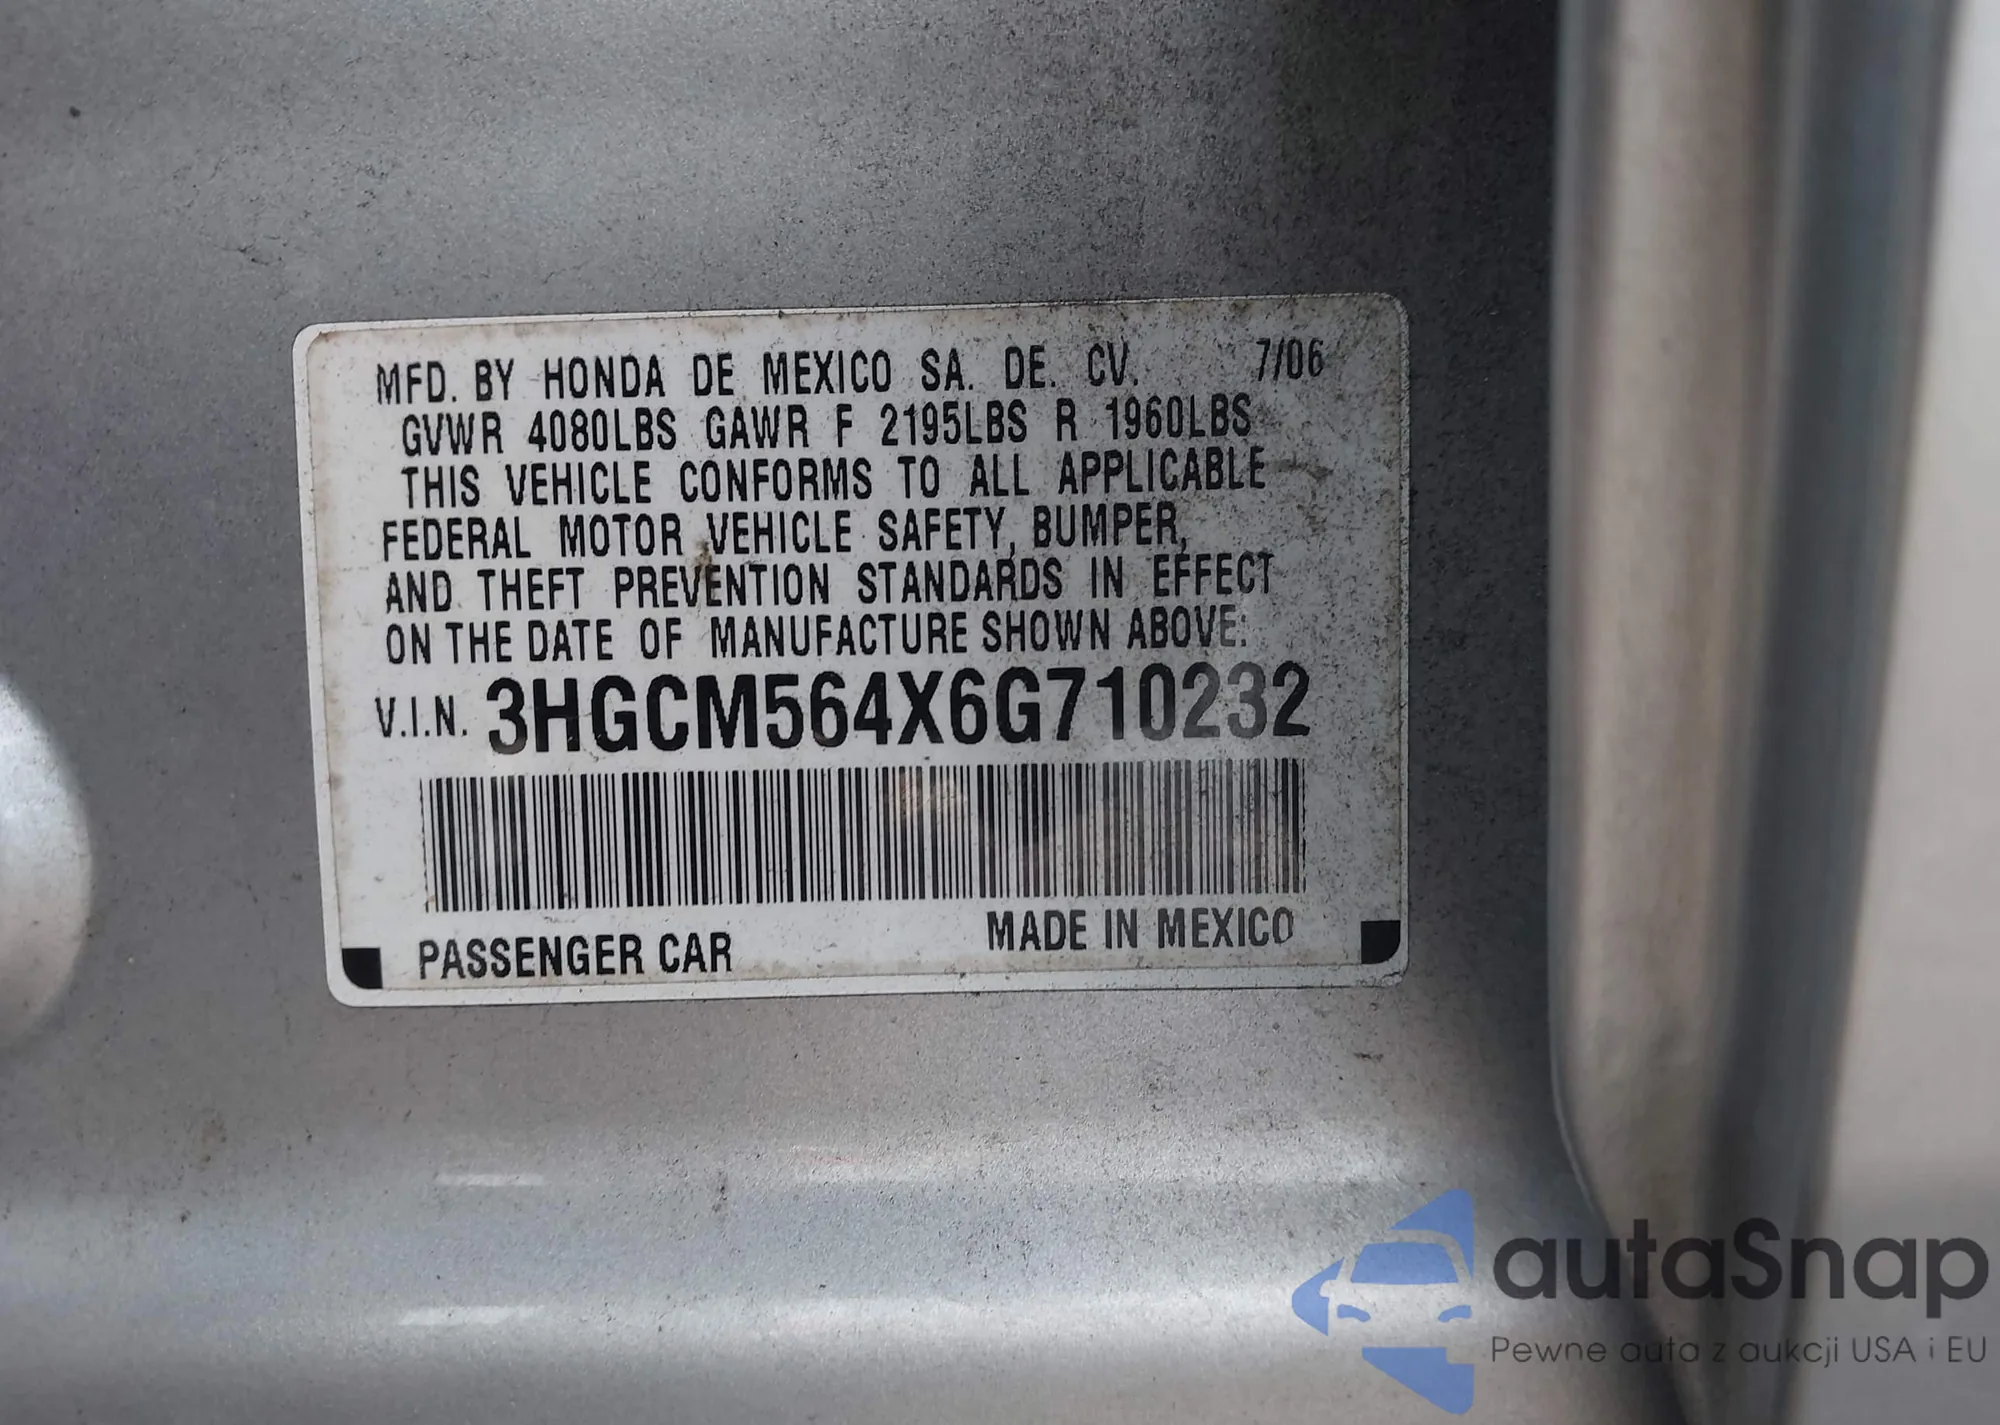 MFD. BY HONDA DE MEXICO SA. DE. CV. 7/06
GVWR 4080LBS GAWR F 2195LBS R 1960LBS
THIS VEHICLE CONFORMS TO ALL APPLICABLE
FEDERAL MOTOR VEHICLE SAFETY, BUMPER,
AND THEFT PREVENTION STANDARDS IN EFFECT
ON THE DATE OF MANUFACTURE SHOWN ABOVE:
V.I.N. 3HGCM564X6G710232
PASSENGER CAR MADE IN MEXICO
autaSnap
Pewne auta z aukcji USA i EU